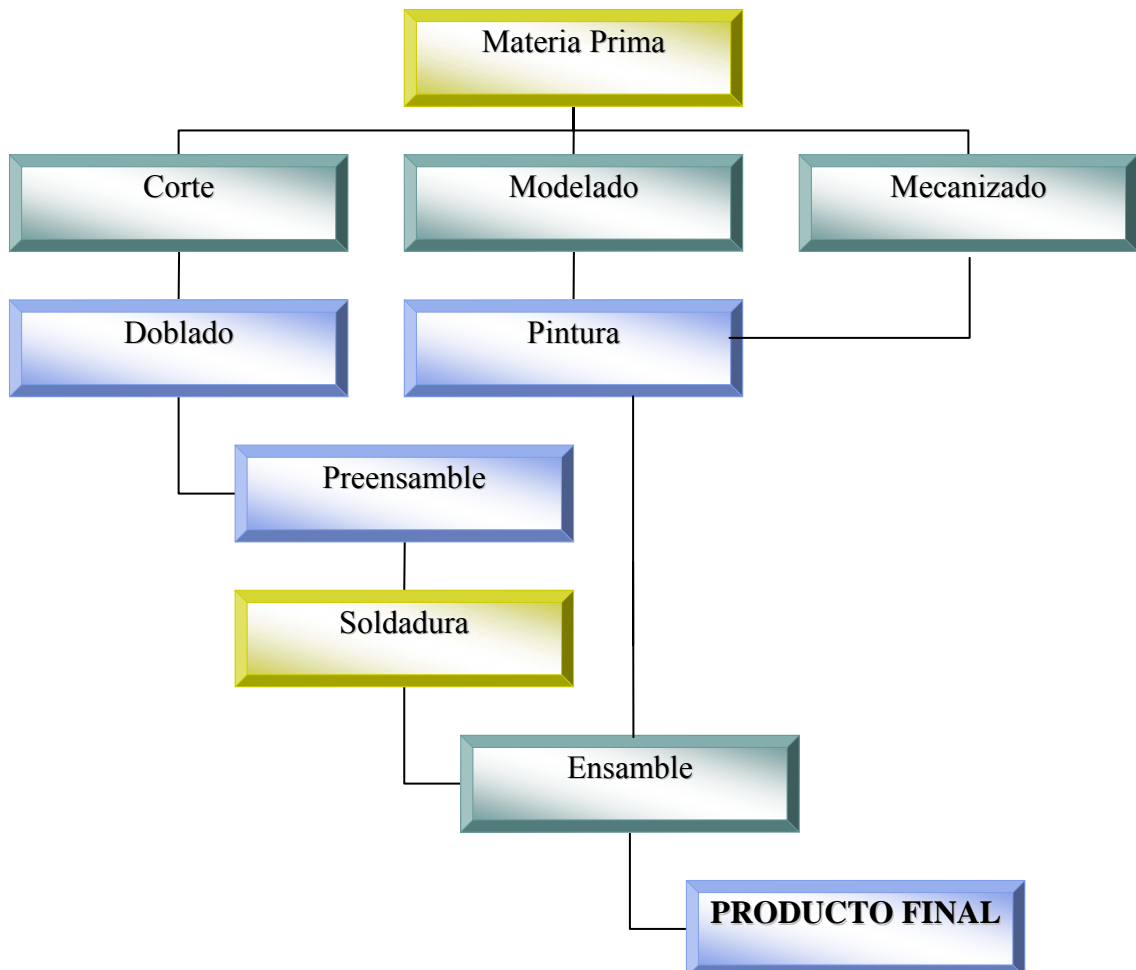 Materia Prima
Corte
Modelado
Mecanizado
Doblado
Pintura
Preensamble
Soldadura
Ensamble
PRODUCTO FINAL